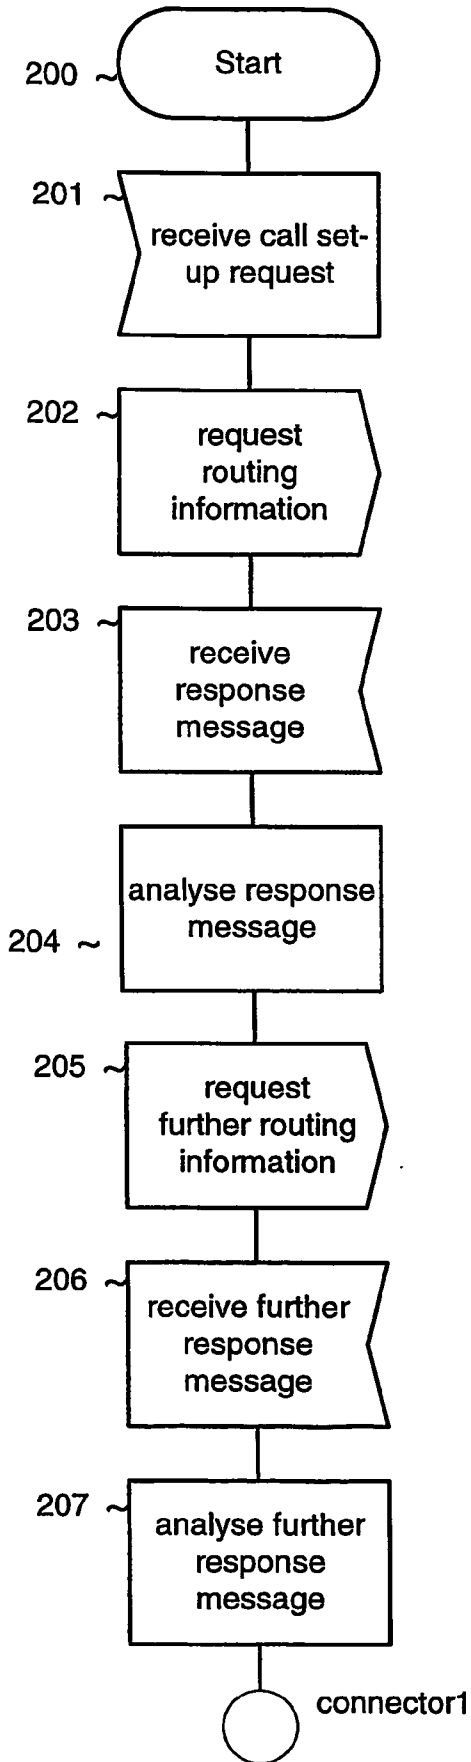 200 ~ Start
201 ~
receive call set-
up request
202 ~
request
routing
information
203 ~
receive
response
message
analyse response
message
204 ~
205 ~
request
further routing
information
206 ~
receive further
response
message
207 ~
analyse further
response
message
connector1